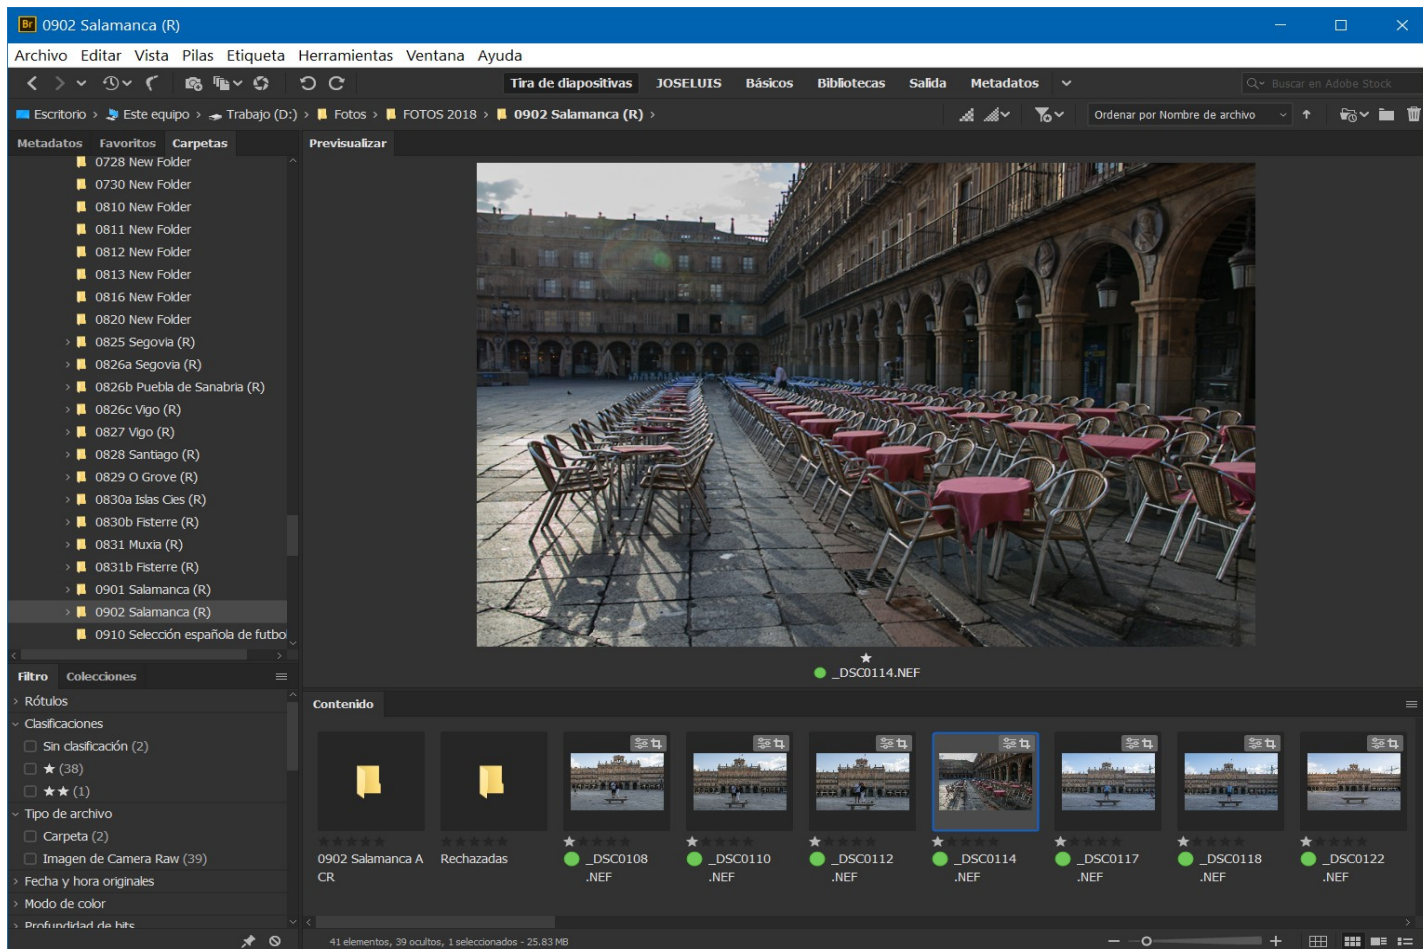 Br 0902 Salamanca (R)
Archivo Editar Vista Pilas Etiqueta Herramientas Ventana Ayuda
Tira de diapositivas JOSELUIS Básicos Bibliotecas Salida Metadatos Buscar en Adobe Stock
Escritorio > Este equipo > Trabajo (D:) > Fotos > FOTOS 2018 > 0902 Salamanca (R) > Ordenar por Nombre de archivo
Metadatos Favoritos Carpetas
0728 New Folder
0730 New Folder
0810 New Folder
0811 New Folder
0812 New Folder
0813 New Folder
0816 New Folder
0820 New Folder
0825 Segovia (R)
0826a Segovia (R)
0826b Puebla de Sanabria (R)
0826c Vigo (R)
0827 Vigo (R)
0828 Santiago (R)
0829 O Grove (R)
0830a Islas Cies (R)
0830b Fisterre (R)
0831 Muxia (R)
0831b Fisterre (R)
0901 Salamanca (R)
0902 Salamanca (R)
0910 Selección española de futbo
Previsualizar
_DSC0114.NEF
Filtro Colecciones
Rótulos
Clasificaciones
Sin clasificación (2)
★ (38)
★★ (1)
Tipo de archivo
Carpeta (2)
Imagen de Camera Raw (39)
Fecha y hora originales
Modo de color
Profundidad de bits
Contenido
0902 Salamanca A
CR
Rechazadas
_DSC0108
.NEF
_DSC0110
.NEF
_DSC0112
.NEF
_DSC0114
.NEF
_DSC0117
.NEF
_DSC0118
.NEF
_DSC0122
.NEF
41 elementos, 39 ocultos, 1 seleccionados - 25.83 MB